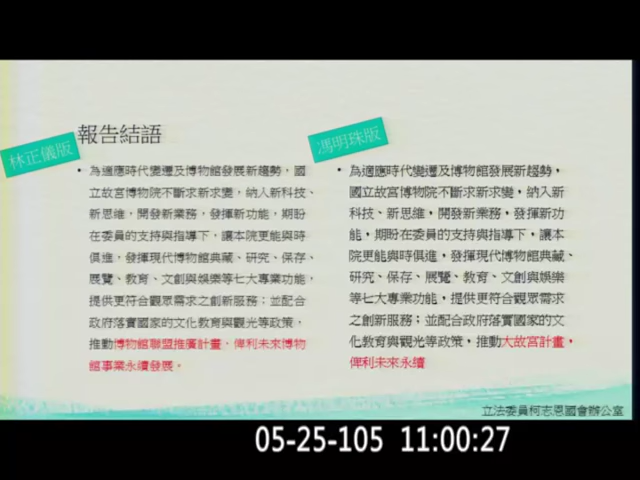 報告結語
林正儀版
• 為適應時代變遷及博物館發展新趨勢，國
立故宮博物院不斷求新求變，納入新科技、
新思維，開發新業務，發揮新功能，期盼
在委員的支持與指導下，讓本院更能與時
俱進，發揮現代博物館典藏、研究、保存、
展覽、教育、文創與娛樂等七大專業功能，
提供更符合觀眾需求之創新服務；並配合
政府落實國家的文化教育與觀光等政策，
推動博物館聯盟推廣計畫，俾利未來博物
館事業永續發展。
馮明珠版
• 為適應時代變遷及博物館發展新趨勢，
國立故宮博物院不斷求新求變，納入新
科技、新思維，開發新業務，發揮新功
能，期盼在委員的支持與指導下，讓本
院更能與時俱進，發揮現代博物館典藏、
研究、保存、展覽、教育、文創與娛樂
等七大專業功能，提供更符合觀眾需求
之創新服務；並配合政府落實國家的文
化教育與觀光等政策，推動大故宮計畫，
俾利未來永續
立法委員柯志恩國會辦公室
05-25-105 11:00:27